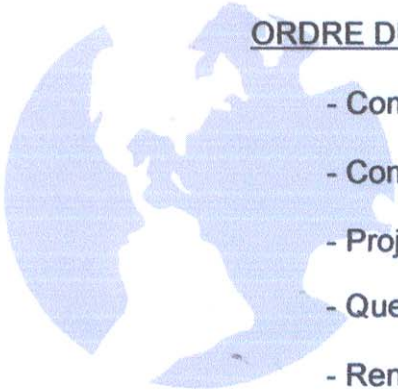 ORDRE DU
- Con
- Con
- Proj
- Que
- Ren